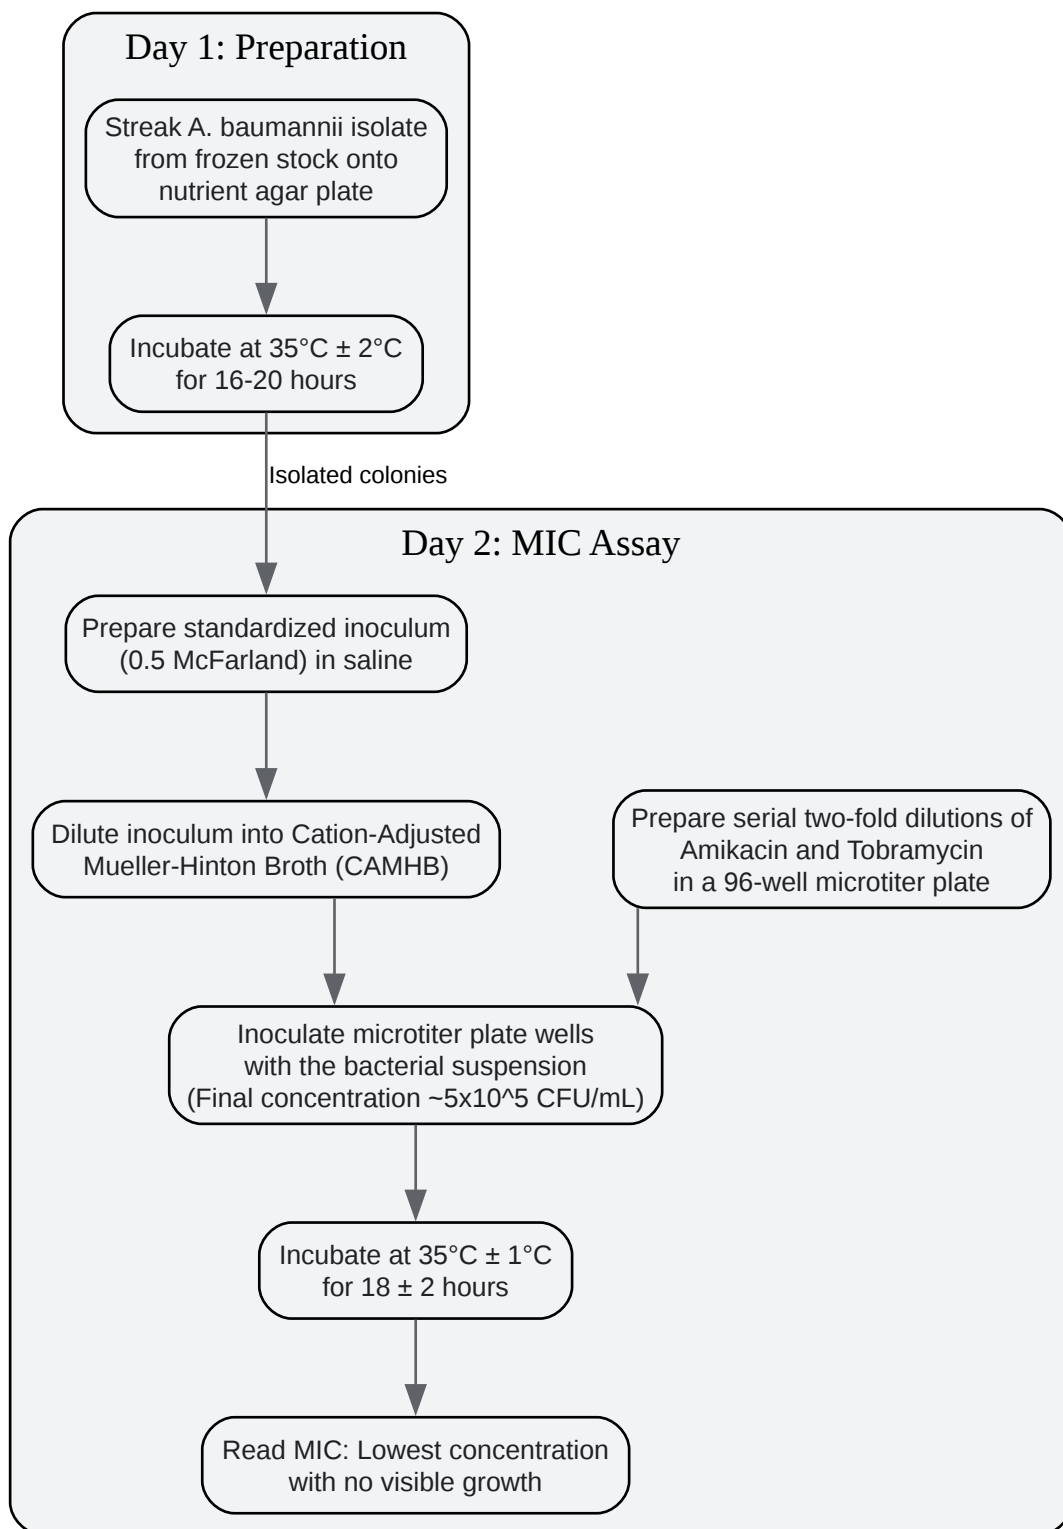 Day 1: Preparation
Streak A. baumannii isolate
from frozen stock onto
nutrient agar plate
Incubate at 35°C ± 2°C
for 16-20 hours
Isolated colonies
Day 2: MIC Assay
Prepare standardized inoculum
(0.5 McFarland) in saline
Dilute inoculum into Cation-Adjusted
Mueller-Hinton Broth (CAMHB)
Prepare serial two-fold dilutions of
Amikacin and Tobramycin
in a 96-well microtiter plate
Inoculate microtiter plate wells
with the bacterial suspension
(Final concentration ~5x10^5 CFU/mL)
Incubate at 35°C ± 1°C
for 18 ± 2 hours
Read MIC: Lowest concentration
with no visible growth